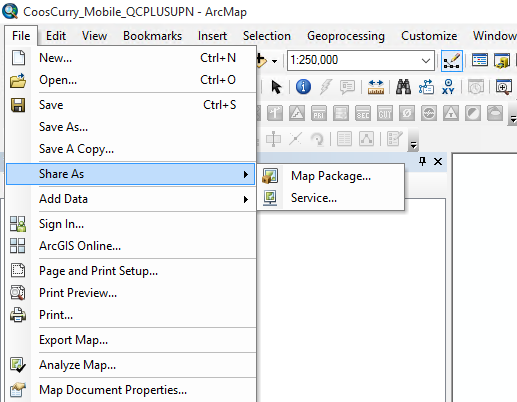 CoosCurry_Mobile_QCPLUSUPN - ArcMap
File Edit View Bookmarks Insert Selection Geoprocessing Customize Windows
New... Ctrl+N
1:250,000
Open... Ctrl+O
XY
Save Ctrl+S
Save As...
Save A Copy...
Share As
Map Package...
Add Data
Service...
Sign In...
ArcGIS Online...
Page and Print Setup...
Print Preview...
Print...
Export Map...
Analyze Map...
Map Document Properties...